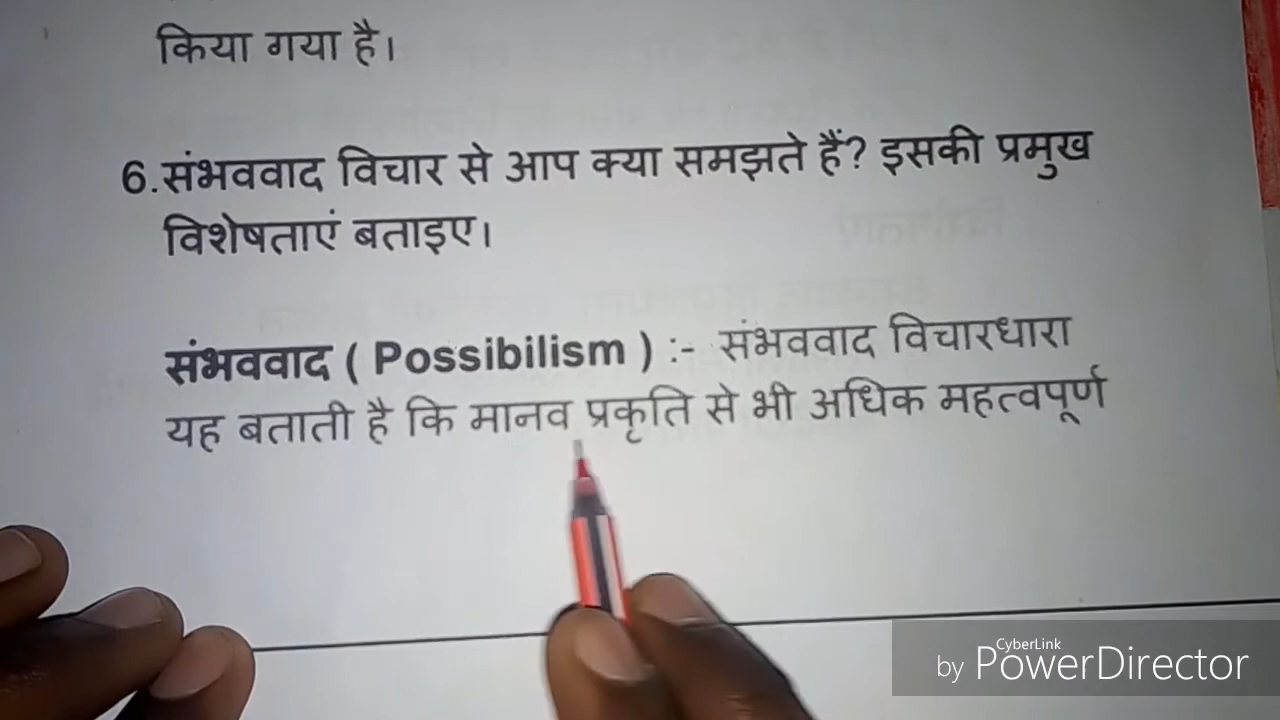 किया गया है।
6.संभववाद विचार से आप क्या समझते हैं? इसकी प्रमुख
विशेषताएं बताइए।
संभववाद ( Possibilism ) :- संभववाद विचारधारा
यह बताती है कि मानव प्रकृति से भी अधिक महत्वपूर्ण
CyberLink
by PowerDirector